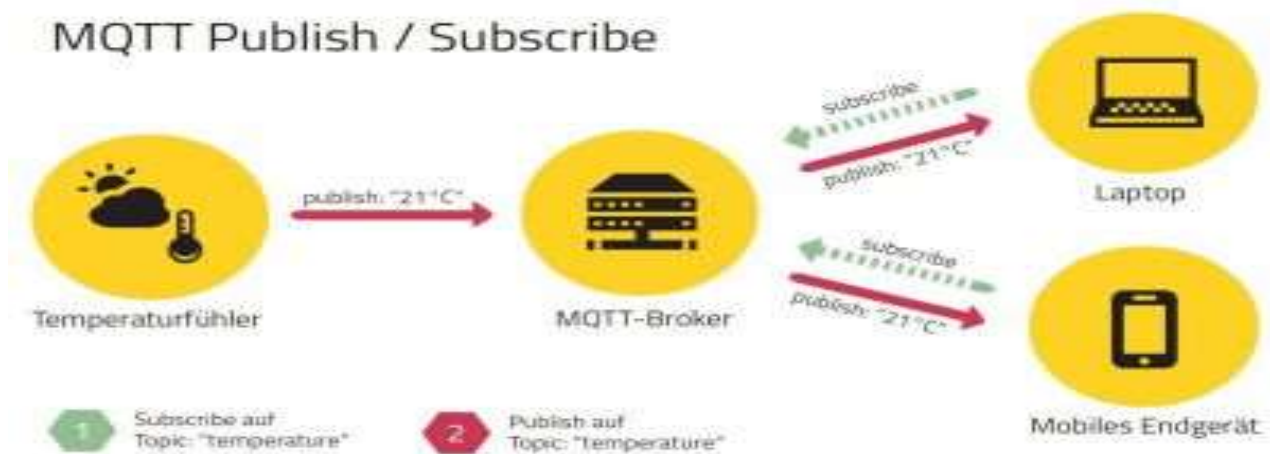 MQTT Publish / Subscribe
subscribe
publish: "21°C"
Laptop
publish: "21°C"
Temperaturfühler
MQTT-Broker
subscribe
publish: "21°C"
Mobiles Endgerät
1
Subscribe auf
Topic: "temperature"
2
Publish auf
Topic: "temperature"